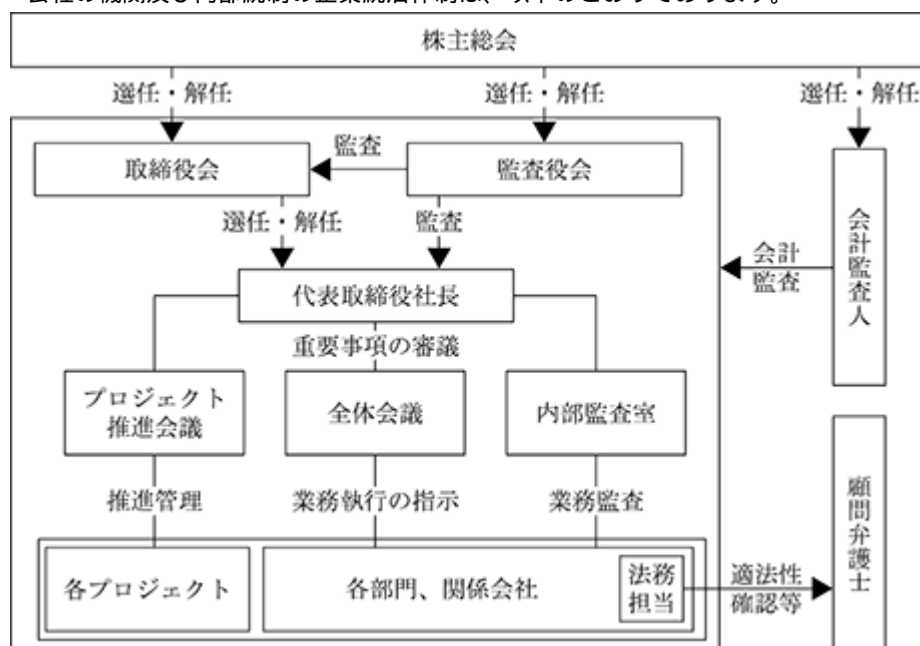 会社の機関及び内部統制の企業統治体制は、以下のとおりであります。
株主総会
選任・解任
選任・解任
選任・解任
取締役会
監査
監査役会
選任・解任
監査
会計監査人
会計
監査
代表取締役社長
重要事項の審議
プロジェクト
推進会議
全体会議
内部監査室
推進管理
業務執行の指示
業務監査
顧問弁護士
各プロジェクト
各部門、関係会社
法務
担当
適法性
確認等